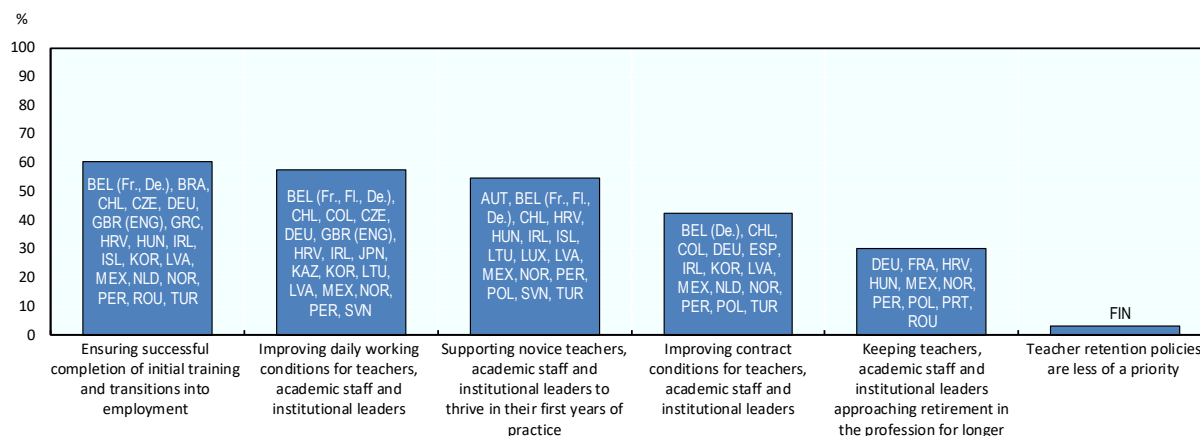 %
100
90
80
70
60
50
40
30
20
10
0
BEL (Fr., De.), BRA,
CHL, CZE, DEU,
GBR (ENG), GRC,
HRV, HUN, IRL,
ISL, KOR, LVA,
MEX, NLD, NOR,
PER, ROU, TUR
BEL (Fr., Fl., De.),
CHL, COL, CZE,
DEU, GBR (ENG),
HRV, IRL, JPN,
KAZ, KOR, LTU,
LVA, MEX, NOR,
PER, SVN
AUT, BEL (Fr., Fl.,
De.), CHL, HRV,
HUN, IRL, ISL,
LTU, LUX, LVA,
MEX, NOR, PER,
POL, SVN, TUR
BEL (De.), CHL,
COL, DEU, ESP,
IRL, KOR, LVA,
MEX, NLD, NOR,
PER, POL, TUR
DEU, FRA, HRV,
HUN, MEX, NOR,
PER, POL, PRT,
ROU
FIN
Ensuring successful
completion of initial training
and transitions into
employment
Improving daily working
conditions for teachers,
academic staff and
institutional leaders
Supporting novice teachers,
academic staff and
institutional leaders to
thrive in their first years of
practice
Improving contract
conditions for teachers,
academic staff and
institutional leaders
Keeping teachers,
academic staff and
institutional leaders
approaching retirement in
the profession for longer
Teacher retention policies
are less of a priority